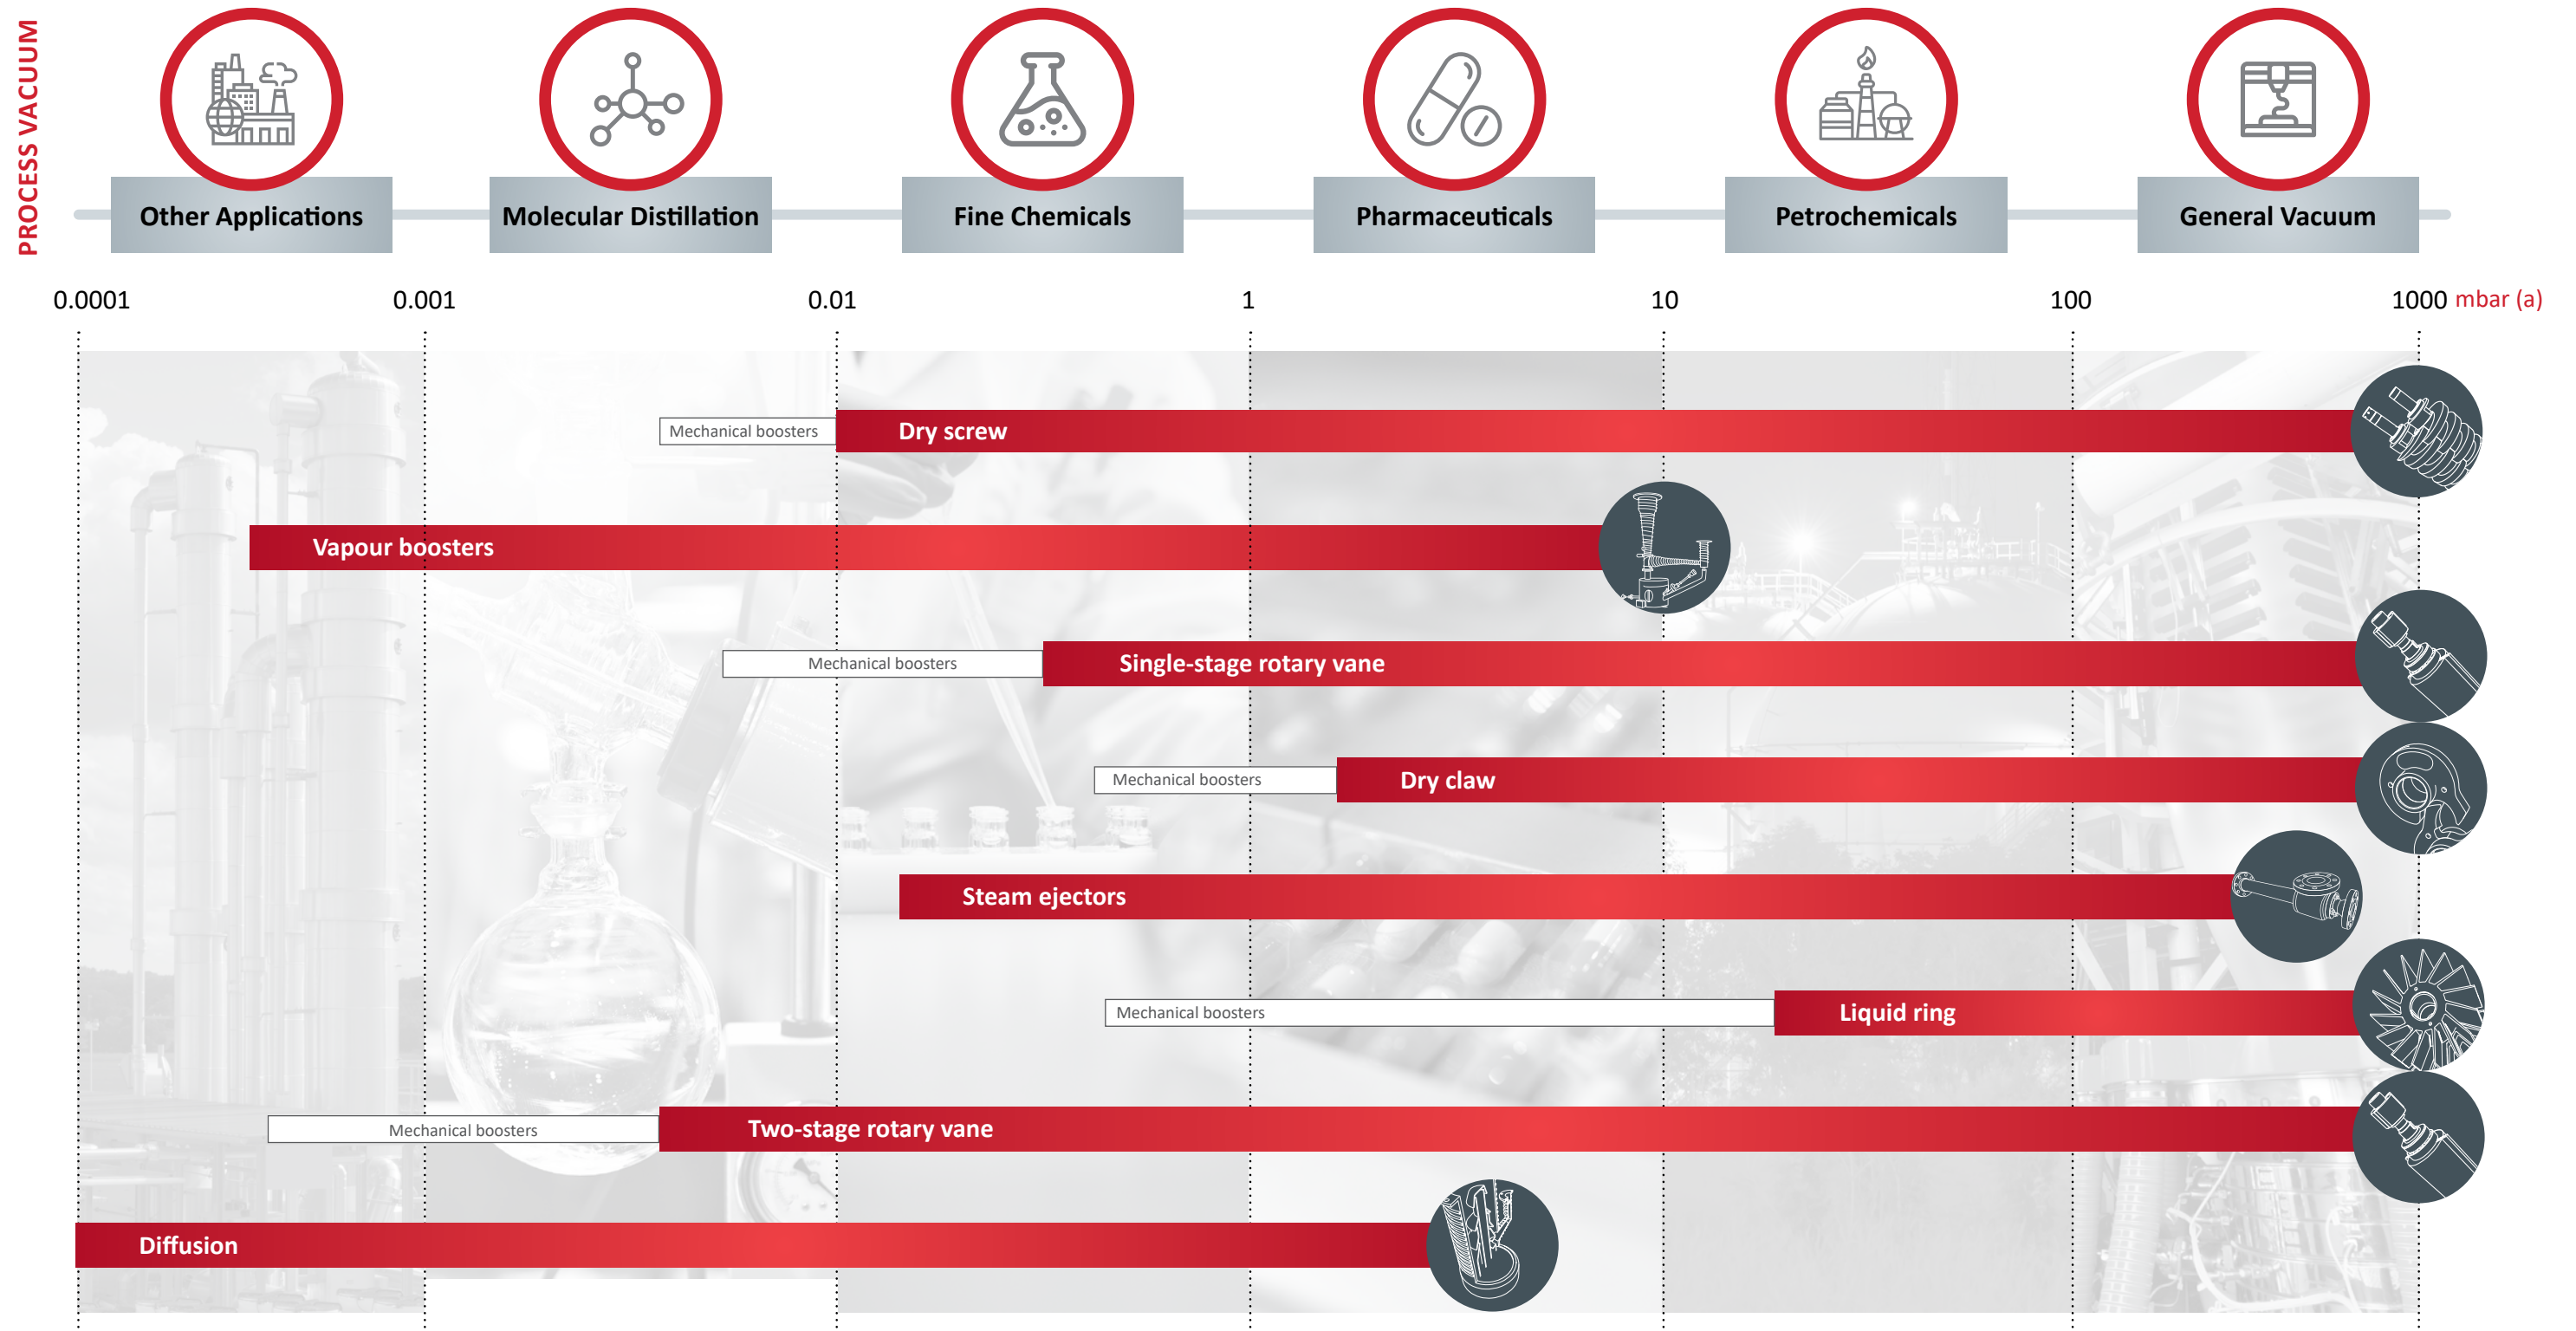 PROCESS VACUUM
Other Applications
Molecular Distillation
Fine Chemicals
Pharmaceuticals
Petrochemicals
General Vacuum
0.0001
0.001
0.01
1
10
100
1000 mbar (a)
Mechanical boosters
Dry screw
Vapour boosters
Mechanical boosters
Single-stage rotary vane
Mechanical boosters
Dry claw
Steam ejectors
Mechanical boosters
Liquid ring
Mechanical boosters
Two-stage rotary vane
Diffusion